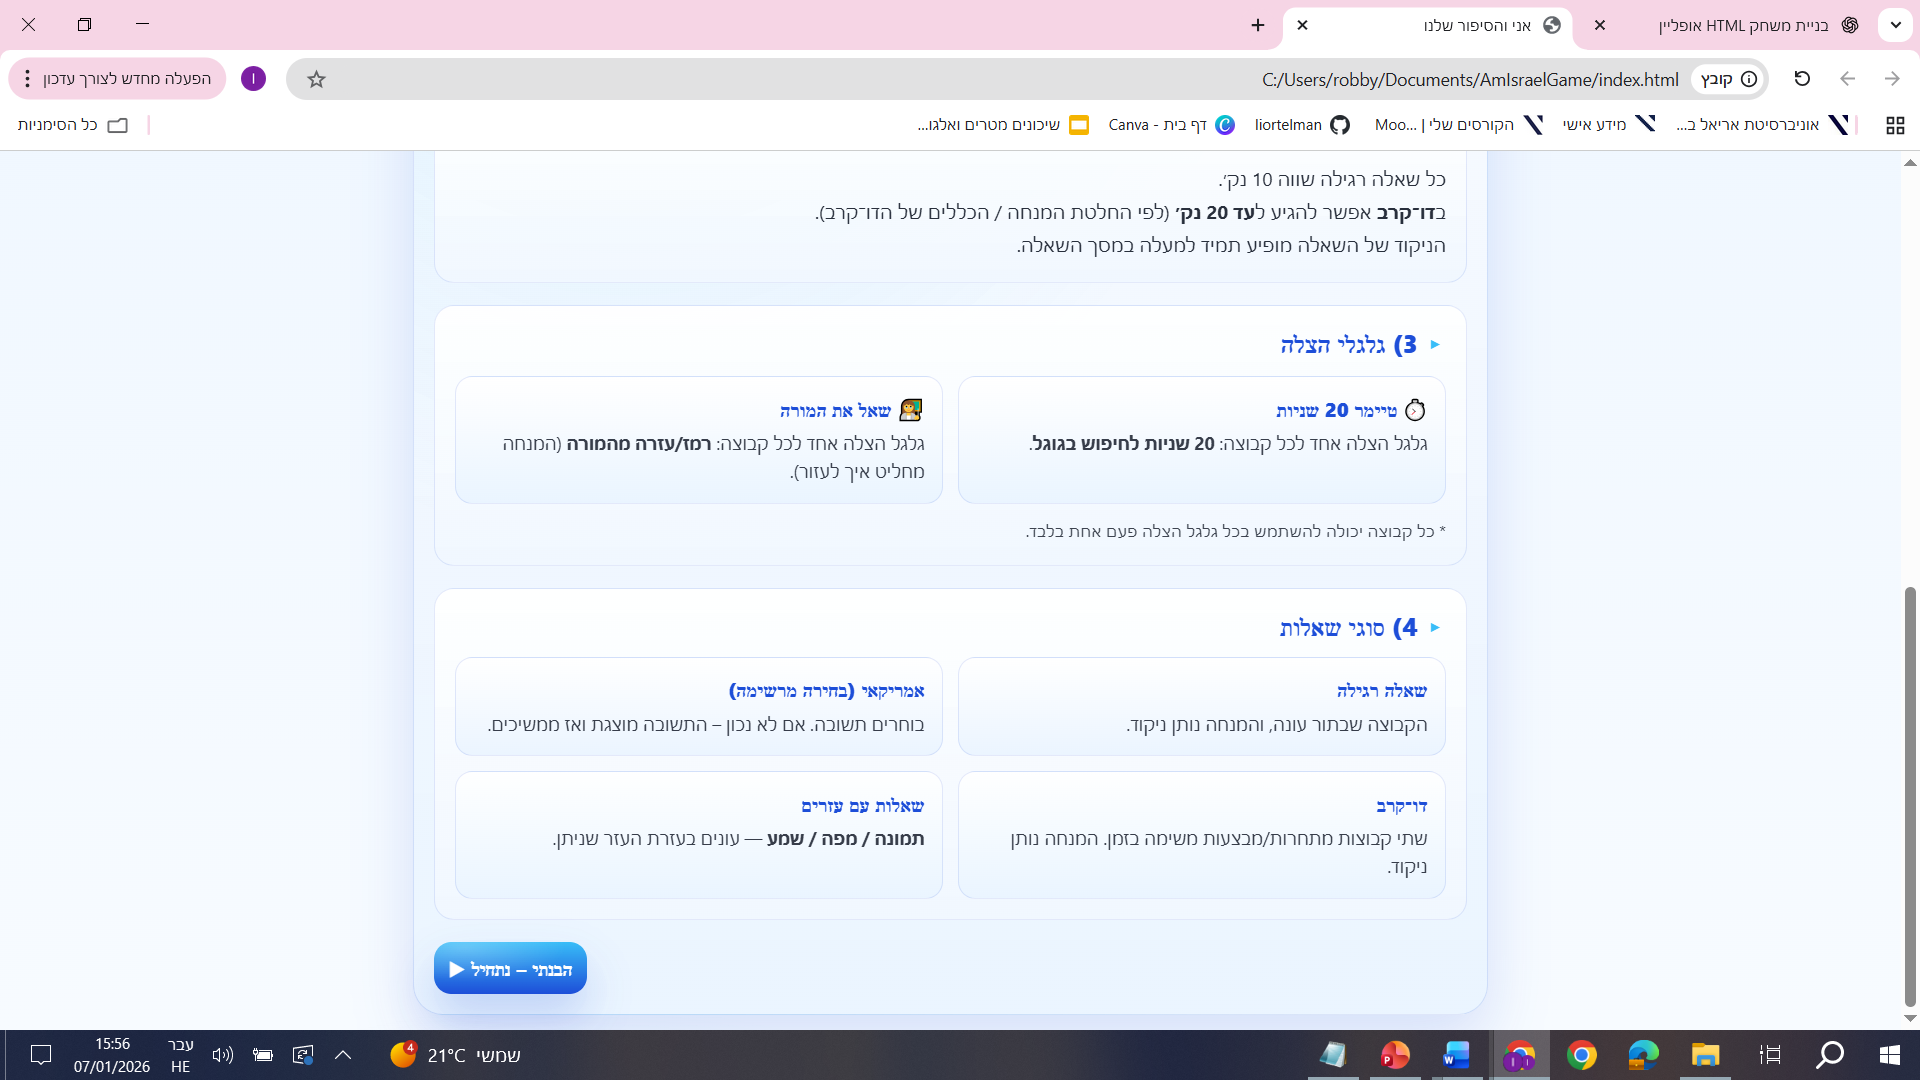 בניית משחק HTML אופליין
אני והסיפור שלנו
קובץ
C:/Users/robby/Documents/AmIsraelGame/index.html
הפעלה מחדש לצורך עדכון
אוניברסיטת אריאל ב...
מידע אישי
הקורסים שלי | Moo...
liortelman
דף בית - Canva
שיכונים מטרים ואלגו...
כל הסימניות
כל שאלה רגילה שווה 10 נק׳.
בדו־קרב אפשר להגיע לעד 20 נק׳ (לפי החלטת המנחה / הכללים של הדו־קרב).
הניקוד של השאלה מופיע תמיד למעלה במסך השאלה.
3) גלגלי הצלה
טיימר 20 שניות
גלגל הצלה אחד לכל קבוצה: 20 שניות לחיפוש בגוגל.
שאל את המורה
גלגל הצלה אחד לכל קבוצה: רמז/עזרה מהמורה (המנחה
מחליט איך לעזור).
* כל קבוצה יכולה להשתמש בכל גלגל הצלה פעם אחת בלבד.
4) סוגי שאלות
שאלה רגילה
הקבוצה שבתור עונה, והמנחה נותן ניקוד.
אמריקאי (בחירה מרשימה)
בוחרים תשובה. אם לא נכון – התשובה מוצגת ואז ממשיכים.
דו־קרב
שתי קבוצות מתחרות/מבצעות משימה בזמן. המנחה נותן
ניקוד.
שאלות עם עזרים
תמונה / מפה / שמע — עונים בעזרת העזר שניתן.
הבנתי – נתחיל ▶
4
21°C שמשי
עבר
HE
15:56
07/01/2026